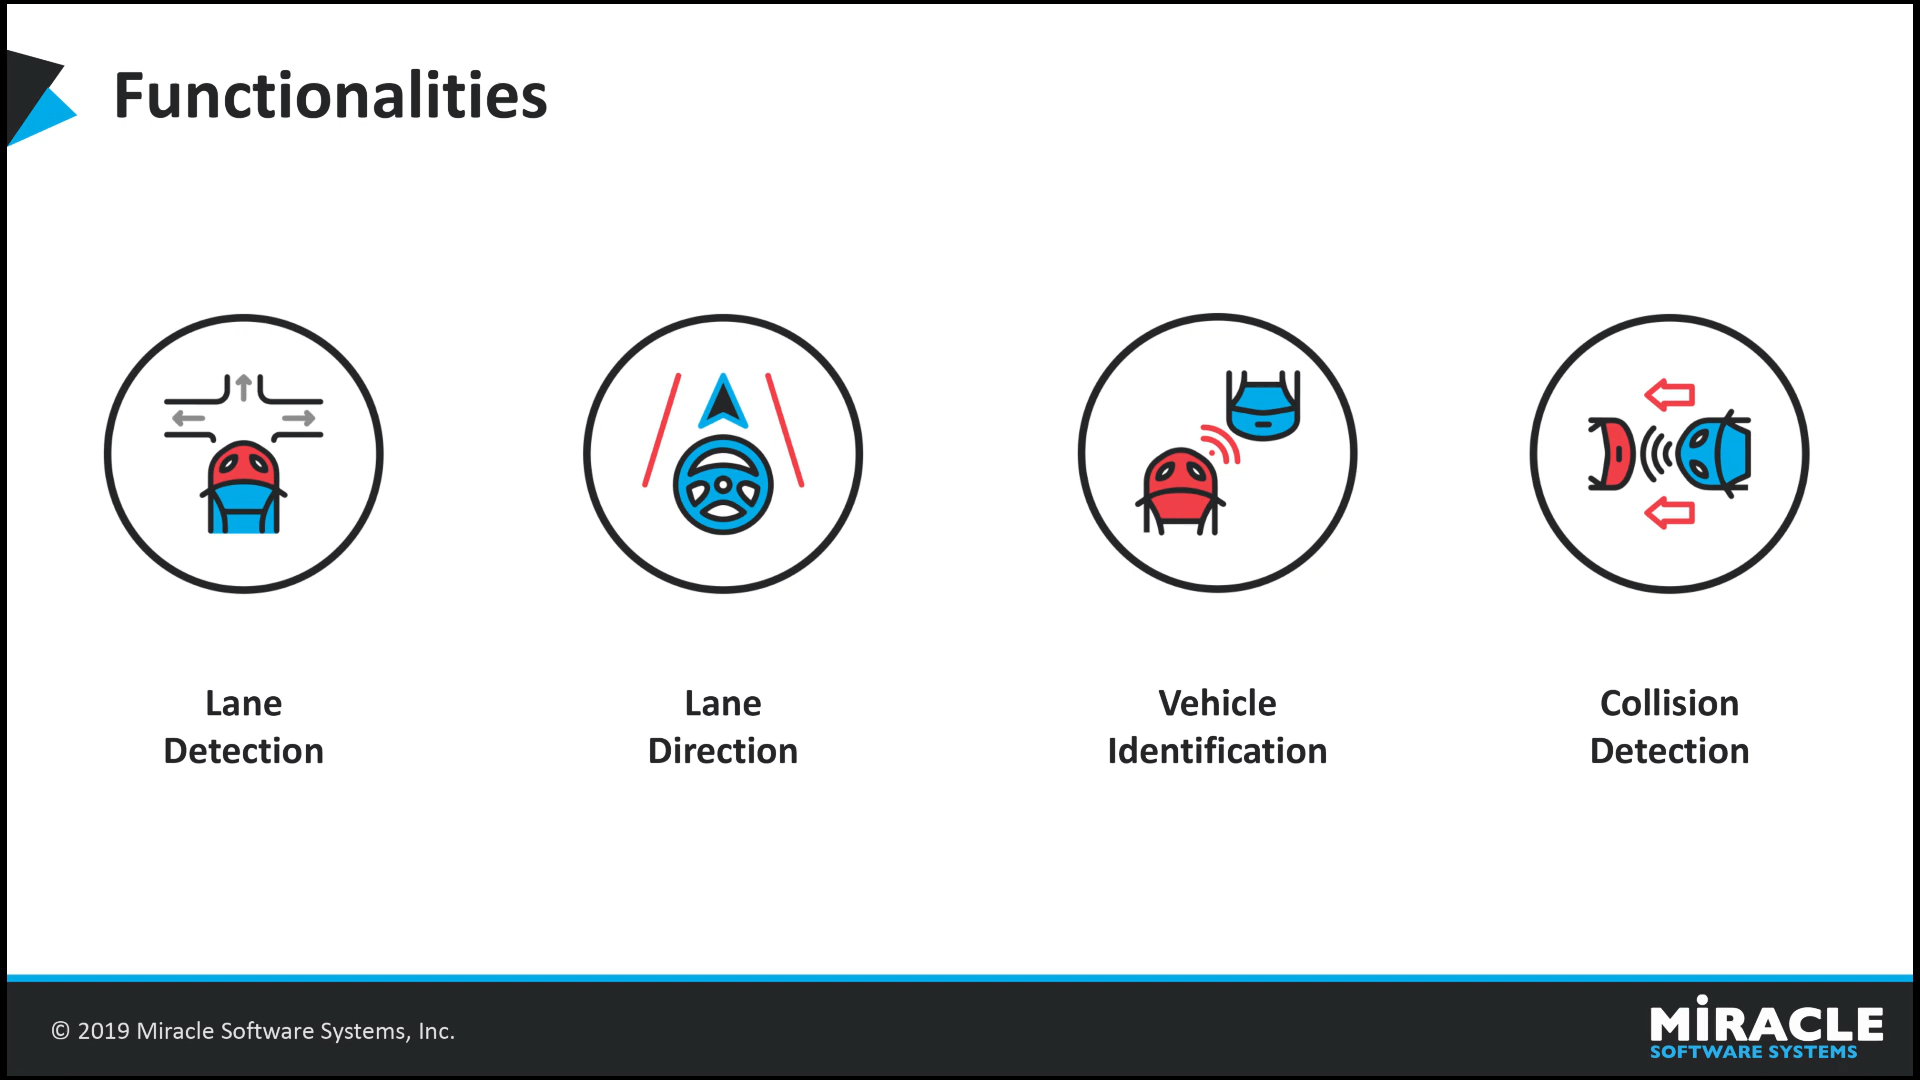 Functionalities
Lane
Detection
Lane
Direction
Vehicle
Identification
Collision
Detection
© 2019 Miracle Software Systems, Inc.
MiRACLE
SOFTWARE SYSTEMS